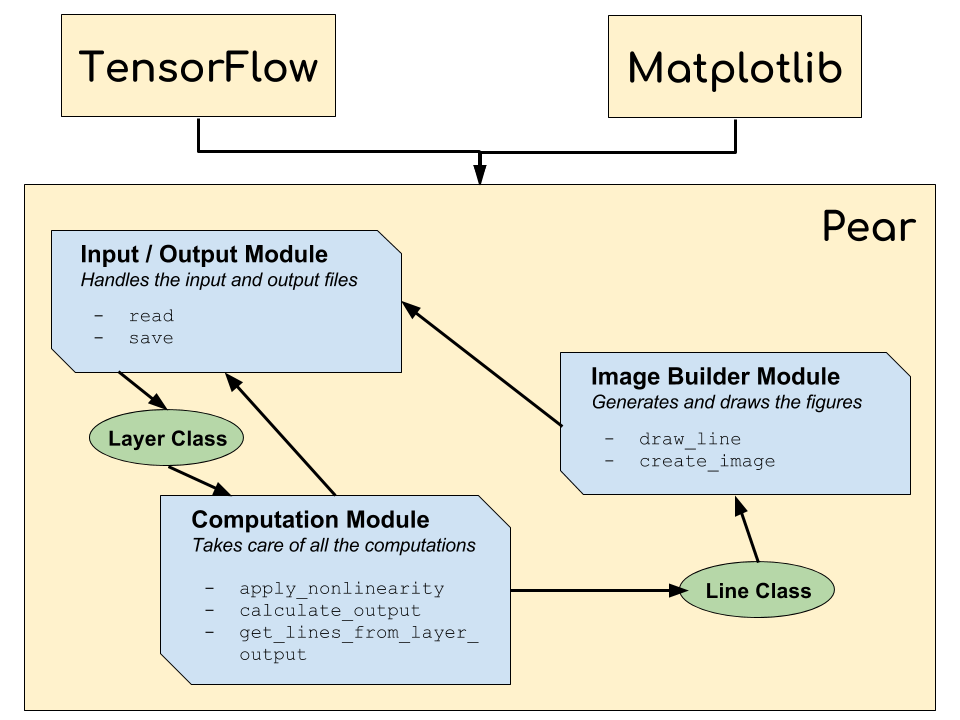 TensorFlow
Matplotlib
Pear
Input / Output Module
Handles the input and output files
- read
- save
Image Builder Module
Generates and draws the figures
- draw_line
- create_image
Layer Class
Computation Module
Takes care of all the computations
- apply_nonlinearity
- calculate_output
- get_lines_from_layer_
output
Line Class